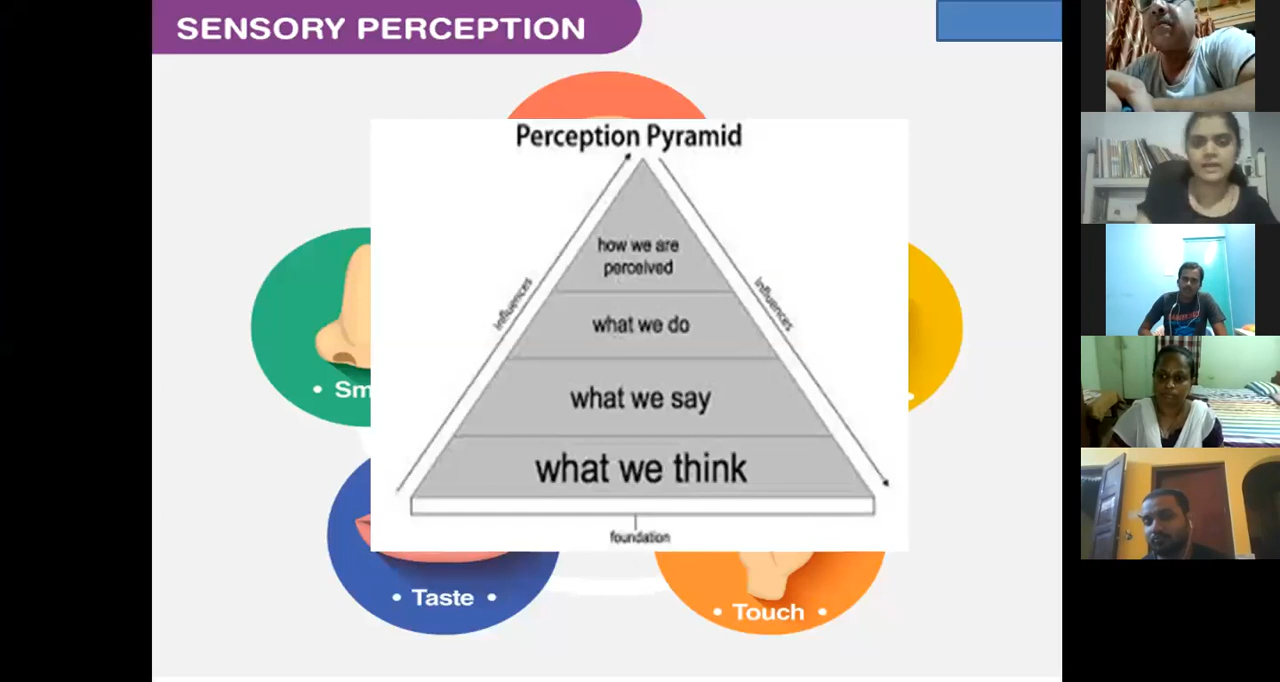 SENSORY PERCEPTION
Perception Pyramid
how we are
perceived
influences
influences
what we do
what we say
• Sm
what we think
foundation
• Taste •
• Touch •